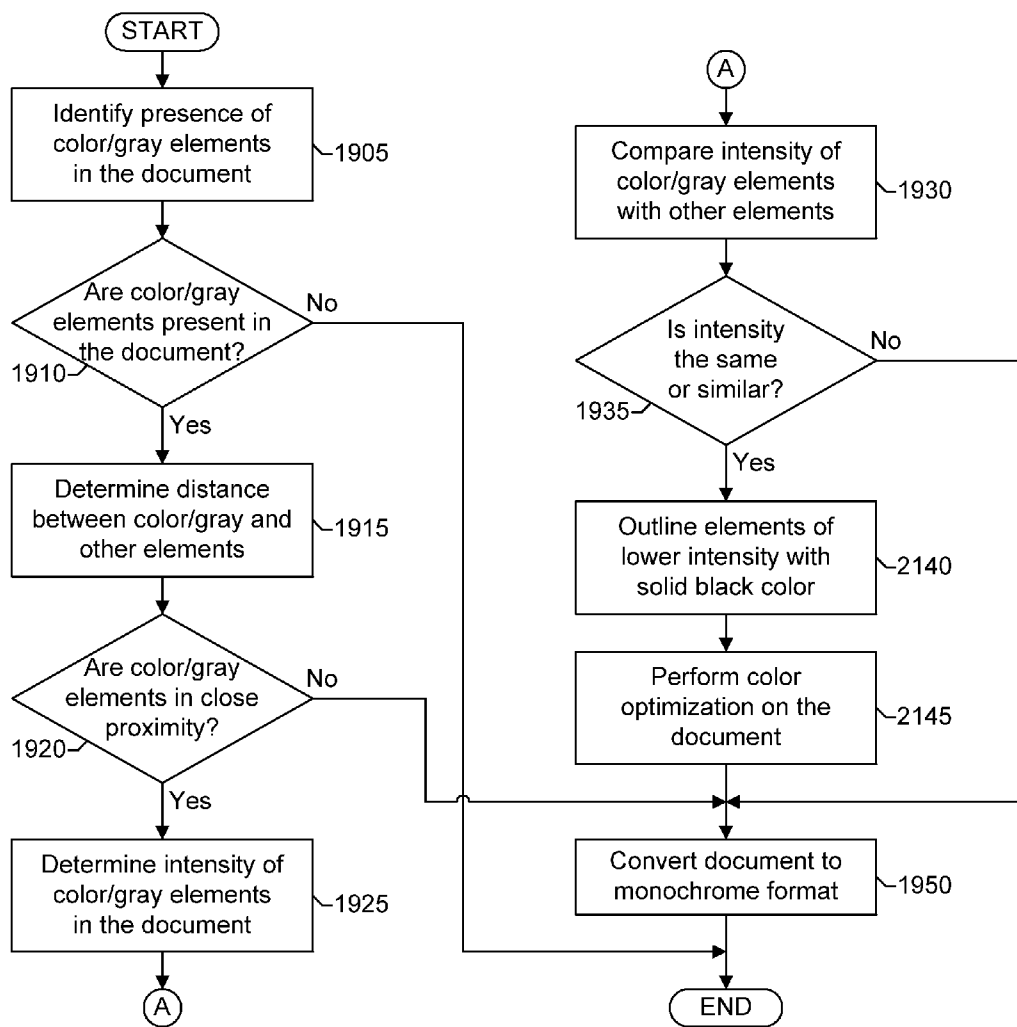 START
Identify presence of
color/gray elements
in the document
1905
Are color/gray
elements present in
the document?
No
1910
Yes
Determine distance
between color/gray and
other elements
1915
Are color/gray
elements in close
proximity?
No
1920
Yes
Determine intensity of
color/gray elements
in the document
1925
A
A
Compare intensity of
color/gray elements
with other elements
1930
Is intensity
the same
or similar?
No
1935
Yes
Outline elements of
lower intensity with
solid black color
2140
Perform color
optimization on the
document
2145
Convert document to
monochrome format
1950
END